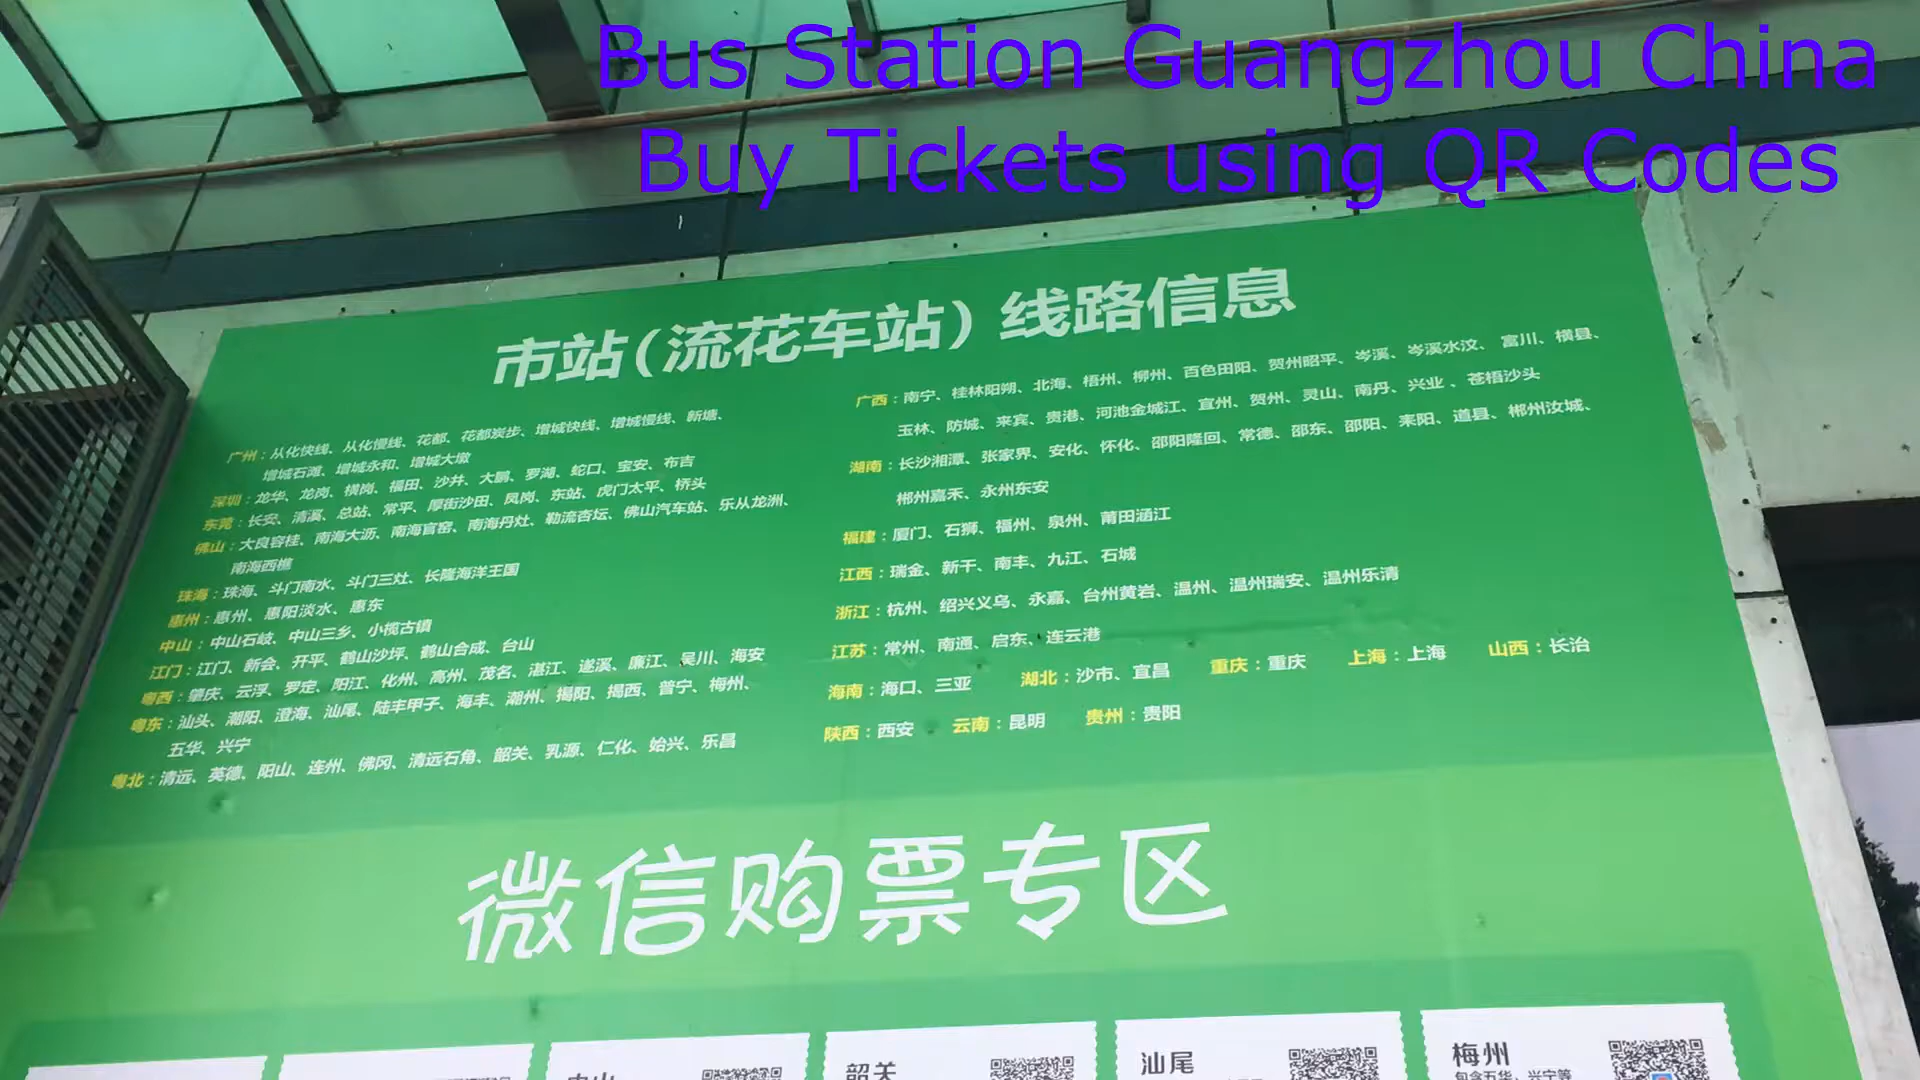 Bus Station Guangzhou China
Buy Tickets using QR Codes
市站(流花车站)线路信息
广州：从化快线、从化慢线、花都、花都炭步、增城快线、增城慢线、新塘、
增城石滩、增城永和、增城大墩
深圳：龙华、龙岗、横岗、福田、沙井、大鹏、罗湖、蛇口、宝安、布吉
东莞：长安、清溪、总站、常平、厚街沙田、凤岗、东站、虎门太平、桥头
佛山：大良容桂、南海大沥、南海官窑、南海丹灶、勒流杏坛、佛山汽车站、乐从龙洲、
南海西樵
珠海：珠海、斗门南水、斗门三灶、长隆海洋王国
惠州：惠州、惠阳淡水、惠东
中山：中山石岐、中山三乡、小榄古镇
江门：江门、新会、开平、鹤山沙坪、鹤山合成、台山
粤西：肇庆、云浮、罗定、阳江、化州、高州、茂名、湛江、遂溪、廉江、吴川、海安
粤东：汕头、潮阳、澄海、汕尾、陆丰甲子、海丰、潮州、揭阳、揭西、普宁、梅州、
五华、兴宁
粤北：清远、英德、阳山、连州、佛冈、清远石角、韶关、乳源、仁化、始兴、乐昌
广西：南宁、桂林阳朔、北海、梧州、柳州、百色田阳、贺州昭平、岑溪、岑溪水汶、富川、横县、
玉林、防城、来宾、贵港、河池金城江、宜州、贺州、灵山、南丹、兴业、苍梧沙头
湖南：长沙湘潭、张家界、安化、怀化、邵阳隆回、常德、邵东、邵阳、耒阳、道县、郴州汝城、
郴州嘉禾、永州东安
福建：厦门、石狮、福州、泉州、莆田涵江
江西：瑞金、新干、南丰、九江、石城
浙江：杭州、绍兴义乌、永嘉、台州黄岩、温州、温州瑞安、温州乐清
江苏：常州、南通、启东、连云港
海南：海口、三亚 湖北：沙市、宜昌 重庆：重庆 上海：上海 山西：长治
陕西：西安 云南：昆明 贵州：贵阳
微信购票专区
韶关
汕尾
梅州
包含五华、兴宁等